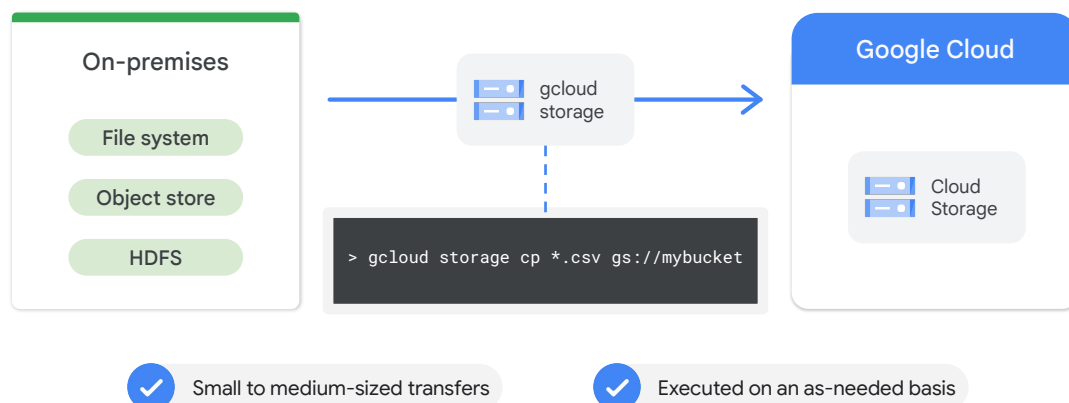 On-premises
File system
Object store
HDFS
gcloud
storage
> gcloud storage cp *.csv gs://mybucket
Google Cloud
Cloud
Storage
Small to medium-sized transfers
Executed on an as-needed basis